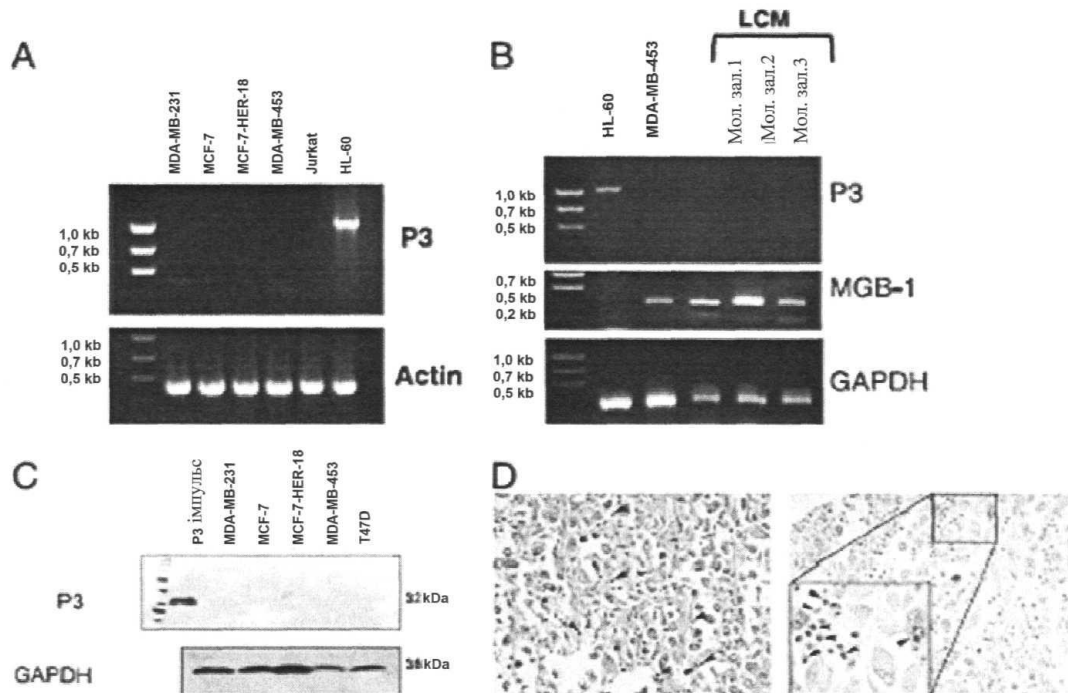 A
MDA-MB-231
MCF-7
MCF-7-HER-18
MDA-MB-453
Jurkat
HL-60
1,0 kb
0,7 kb
0,5 kb
P3
1,0 kb
0,7 kb
0,5 kb
Actin
B
LCM
HL-60
MDA-MB-453
Мол. зал.1
Мол. зал.2
Мол. зал.3
1,0 kb
0,7 kb
0,5 kb
P3
0,7 kb
0,5 kb
0,2 kb
MGB-1
1,0 kb
0,7 kb
0,5 kb
GAPDH
C
P3 імпульс
MDA-MB-231
MCF-7
MCF-7-HER-18
MDA-MB-453
T47D
P3
kDa
GAPDH
kDa
D